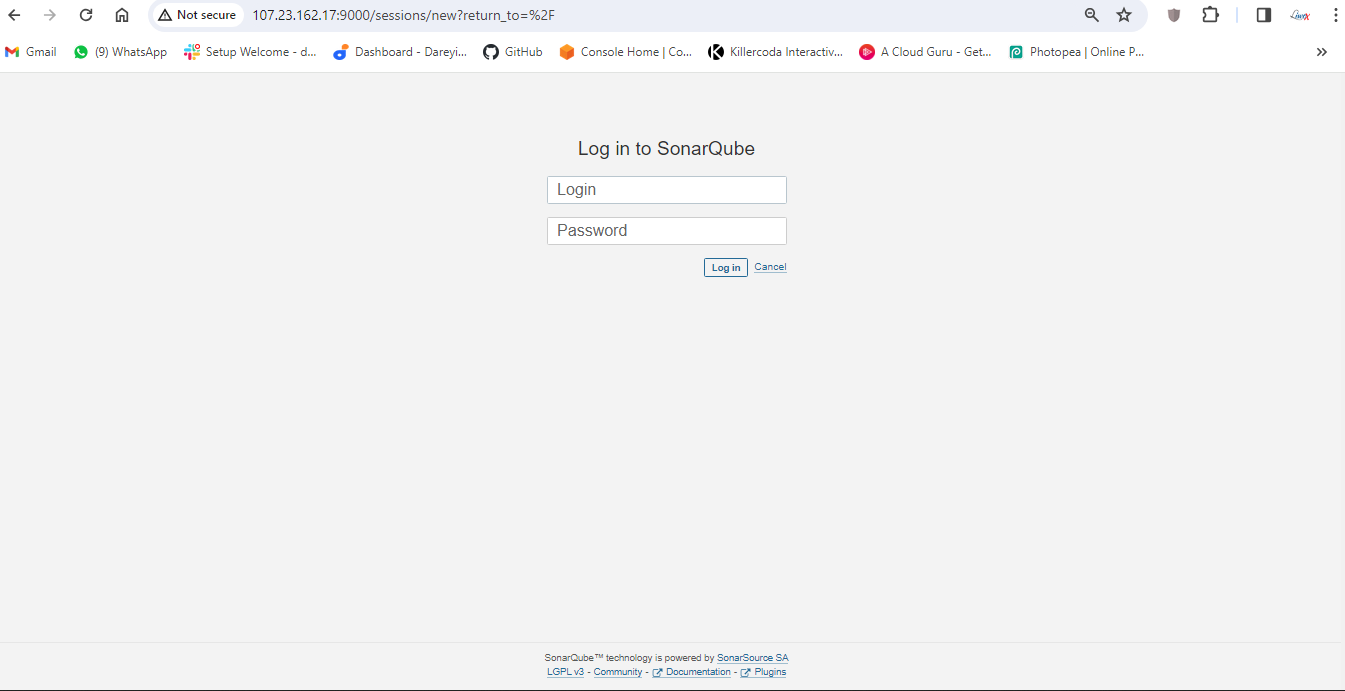 Not secure 107.23.162.17:9000/sessions/new?return_to=%2F
Gmail (9) WhatsApp Setup Welcome - d... Dashboard - Dareyi... GitHub Console Home | Co... Killercoda Interactiv... A Cloud Guru - Get... Photopea | Online P... »
Log in to SonarQube
Login
Password
Log in Cancel
SonarQube™ technology is powered by SonarSource SA
LGPL v3 - Community - Documentation - Plugins